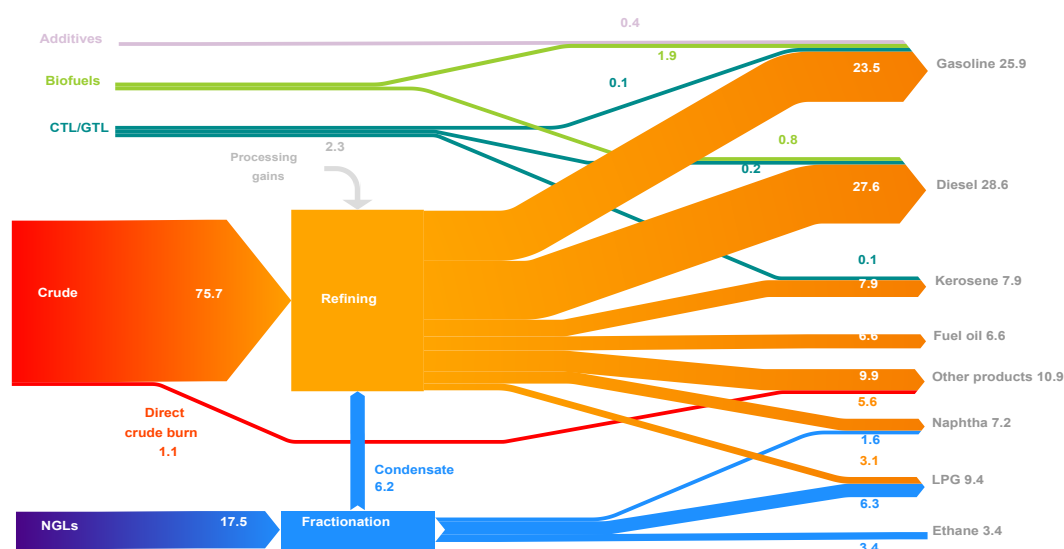 0.4
Additives
1.9
Gasoline 25.9
23.5
Biofuels
0.1
CTL/GTL
2.3
0.8
Processing
gains
0.2
27.6
Diesel 28.6
0.1
Crude
75.7
Refining
7.9
Kerosene 7.9
6.6
Fuel oil 6.6
9.9
Other products 10.9
5.6
Direct
crude burn
1.1
Naphtha 7.2
1.6
3.1
Condensate
6.2
LPG 9.4
6.3
NGLs
17.5
Fractionation
Ethane 3.4
3.4